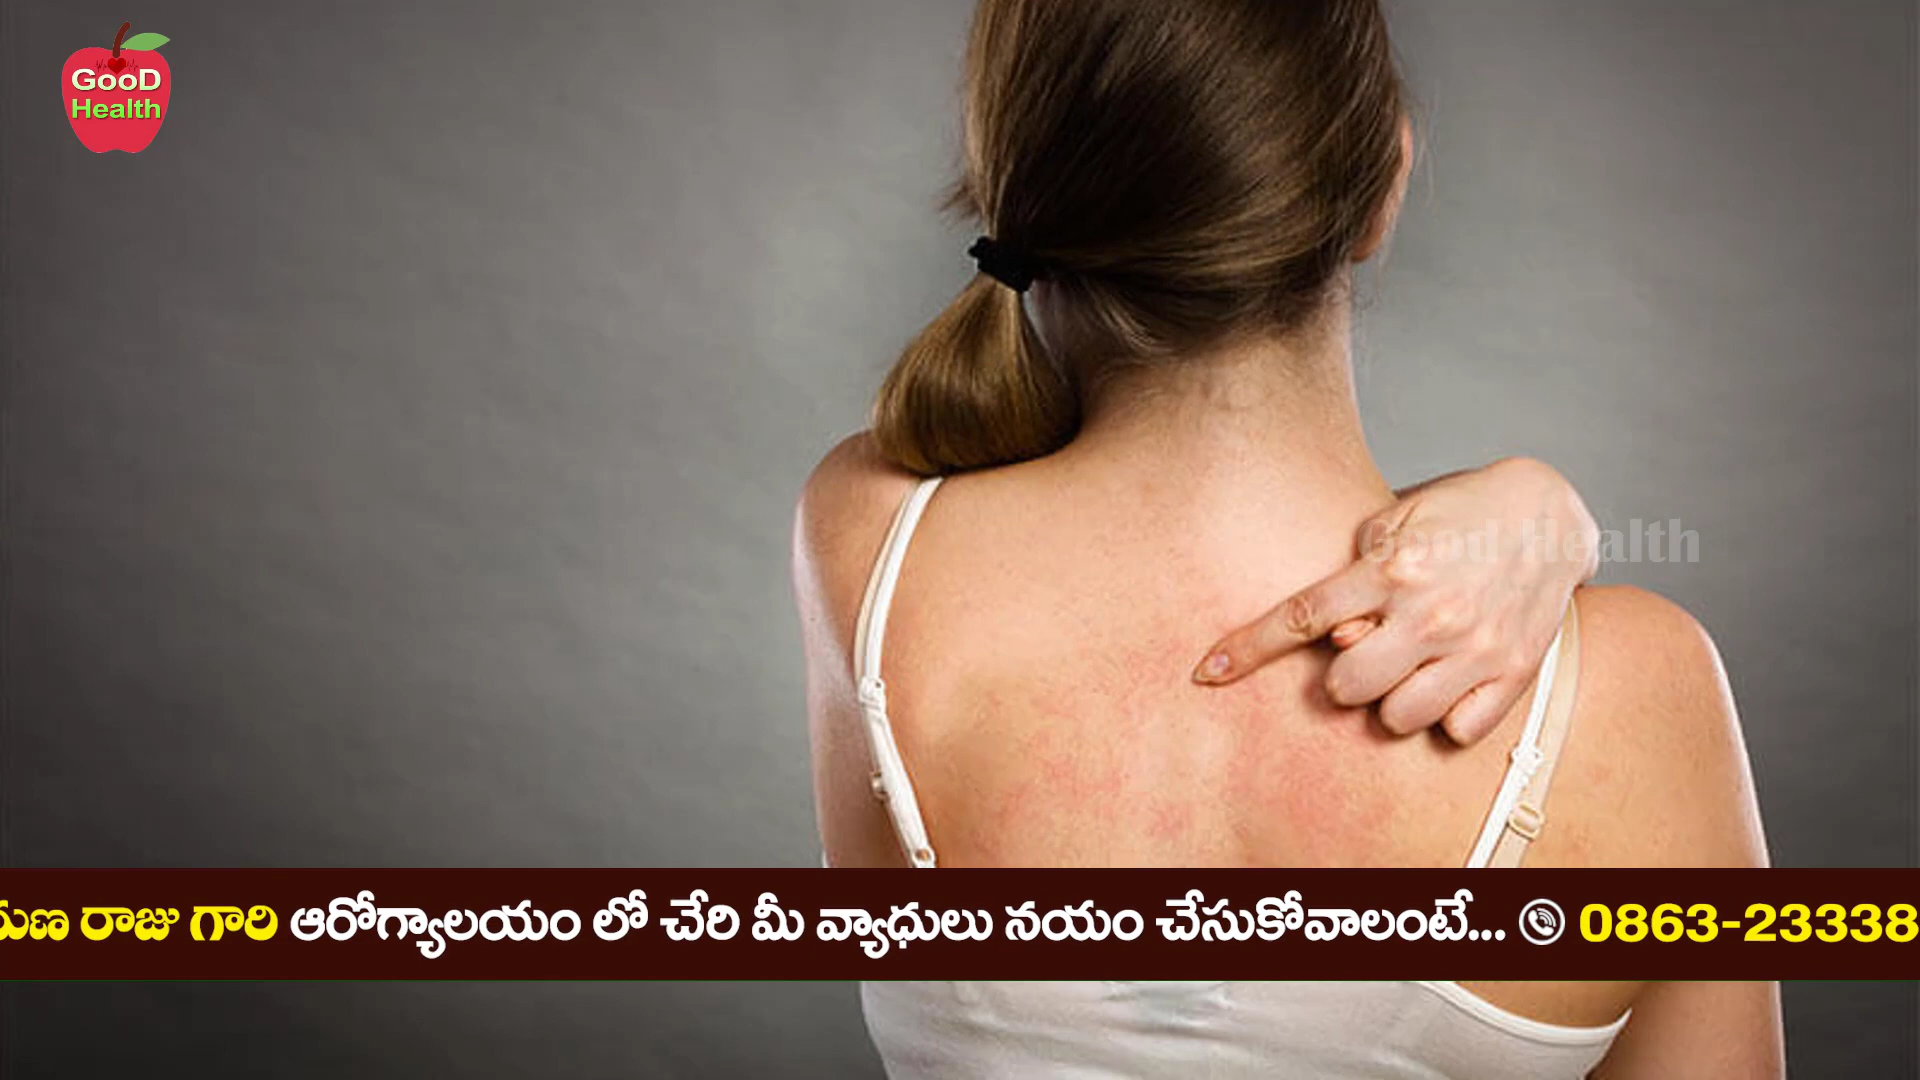 GooD
Health
Good Health
రాజు గారి ఆరోగ్యాలయం లో చేరి మీ వ్యాధులు నయం చేసుకోవాలంటే... 0863-23338